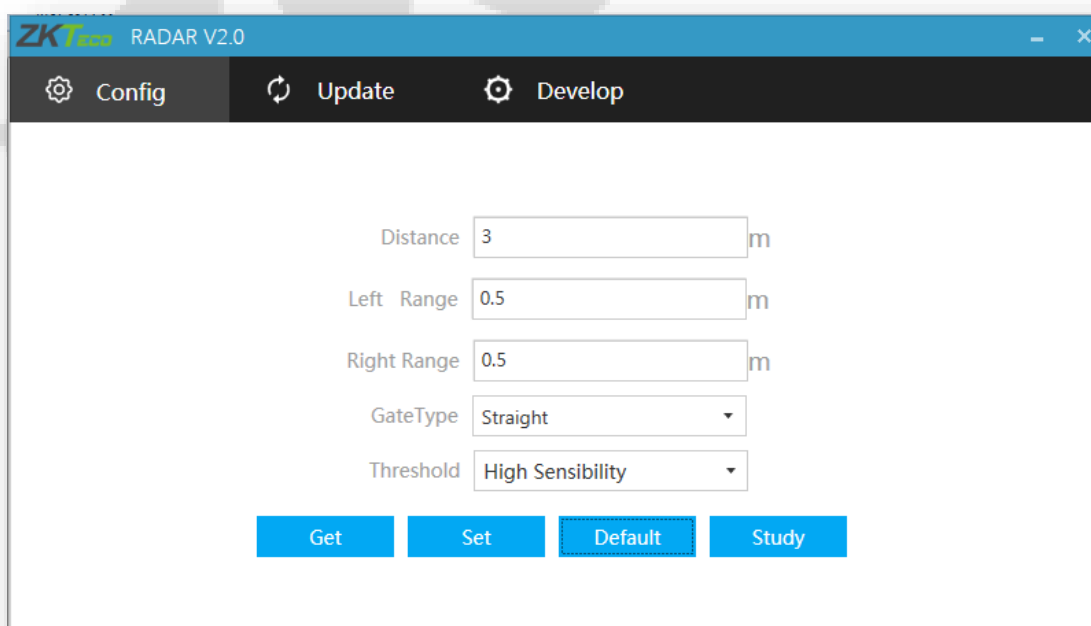 ZKTeco RADAR V2.0
Config Update Develop
Distance 3 m
Left Range 0.5 m
Right Range 0.5 m
GateType Straight
Threshold High Sensibility
Get Set Default Study